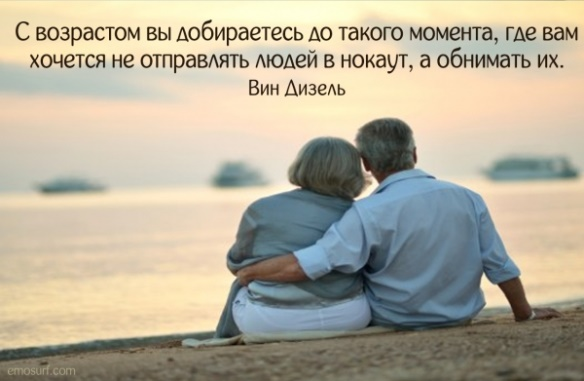 С возрастом вы добираетесь до такого момента, где вам
хочется не отправлять людей в нокаут, а обнимать их.
Вин Дизель
emosurf.com